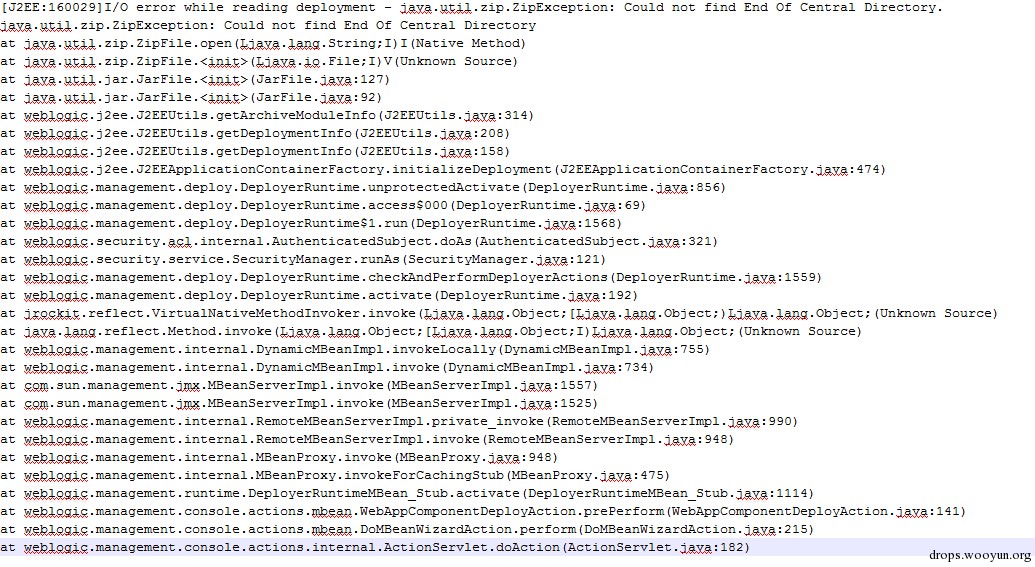 [J2EE:160029]I/O error while reading deployment - java.util.zip.ZipException: Could not find End Of Central Directory.
java.util.zip.ZipException: Could not find End Of Central Directory
at java.util.zip.ZipFile.open(Ljava.lang.String;I)I(Native Method)
at java.util.zip.ZipFile.<init>(Ljava.io.File;I)V(Unknown Source)
at java.util.jar.JarFile.<init>(JarFile.java:127)
at java.util.jar.JarFile.<init>(JarFile.java:92)
at weblogic.j2ee.J2EEUtils.getArchiveModuleInfo(J2EEUtils.java:314)
at weblogic.j2ee.J2EEUtils.getDeploymentInfo(J2EEUtils.java:208)
at weblogic.j2ee.J2EEUtils.getDeploymentInfo(J2EEUtils.java:158)
at weblogic.j2ee.J2EEApplicationContainerFactory.initializeDeployment(J2EEApplicationContainerFactory.java:474)
at weblogic.management.deploy.DeployerRuntime.unprotectedActivate(DeployerRuntime.java:856)
at weblogic.management.deploy.DeployerRuntime.access$000(DeployerRuntime.java:69)
at weblogic.management.deploy.DeployerRuntime$1.run(DeployerRuntime.java:1568)
at weblogic.security.acl.internal.AuthenticatedSubject.doAs(AuthenticatedSubject.java:321)
at weblogic.security.service.SecurityManager.runAs(SecurityManager.java:121)
at weblogic.management.deploy.DeployerRuntime.checkAndPerformDeployerActions(DeployerRuntime.java:1559)
at weblogic.management.deploy.DeployerRuntime.activate(DeployerRuntime.java:192)
at jrockit.reflect.VirtualNativeMethodInvoker.invoke(Ljava.lang.Object;[Ljava.lang.Object;)Ljava.lang.Object;(Unknown Source)
at java.lang.reflect.Method.invoke(Ljava.lang.Object;[Ljava.lang.Object;I)Ljava.lang.Object;(Unknown Source)
at weblogic.management.internal.DynamicMBeanImpl.invokeLocally(DynamicMBeanImpl.java:755)
at weblogic.management.internal.DynamicMBeanImpl.invoke(DynamicMBeanImpl.java:734)
at com.sun.management.jmx.MBeanServerImpl.invoke(MBeanServerImpl.java:1557)
at com.sun.management.jmx.MBeanServerImpl.invoke(MBeanServerImpl.java:1525)
at weblogic.management.internal.RemoteMBeanServerImpl.private_invoke(RemoteMBeanServerImpl.java:990)
at weblogic.management.internal.RemoteMBeanServerImpl.invoke(RemoteMBeanServerImpl.java:948)
at weblogic.management.internal.MBeanProxy.invoke(MBeanProxy.java:948)
at weblogic.management.internal.MBeanProxy.invokeForCachingStub(MBeanProxy.java:475)
at weblogic.management.runtime.DeployerRuntimeMBean_Stub.activate(DeployerRuntimeMBean_Stub.java:1114)
at weblogic.management.console.actions.mbean.WebAppComponentDeployAction.prePerform(WebAppComponentDeployAction.java:141)
at weblogic.management.console.actions.mbean.DoMBeanWizardAction.perform(DoMBeanWizardAction.java:215)
at weblogic.management.console.actions.internal.ActionServlet.doAction(ActionServlet.java:182)
drops.wooyun.org